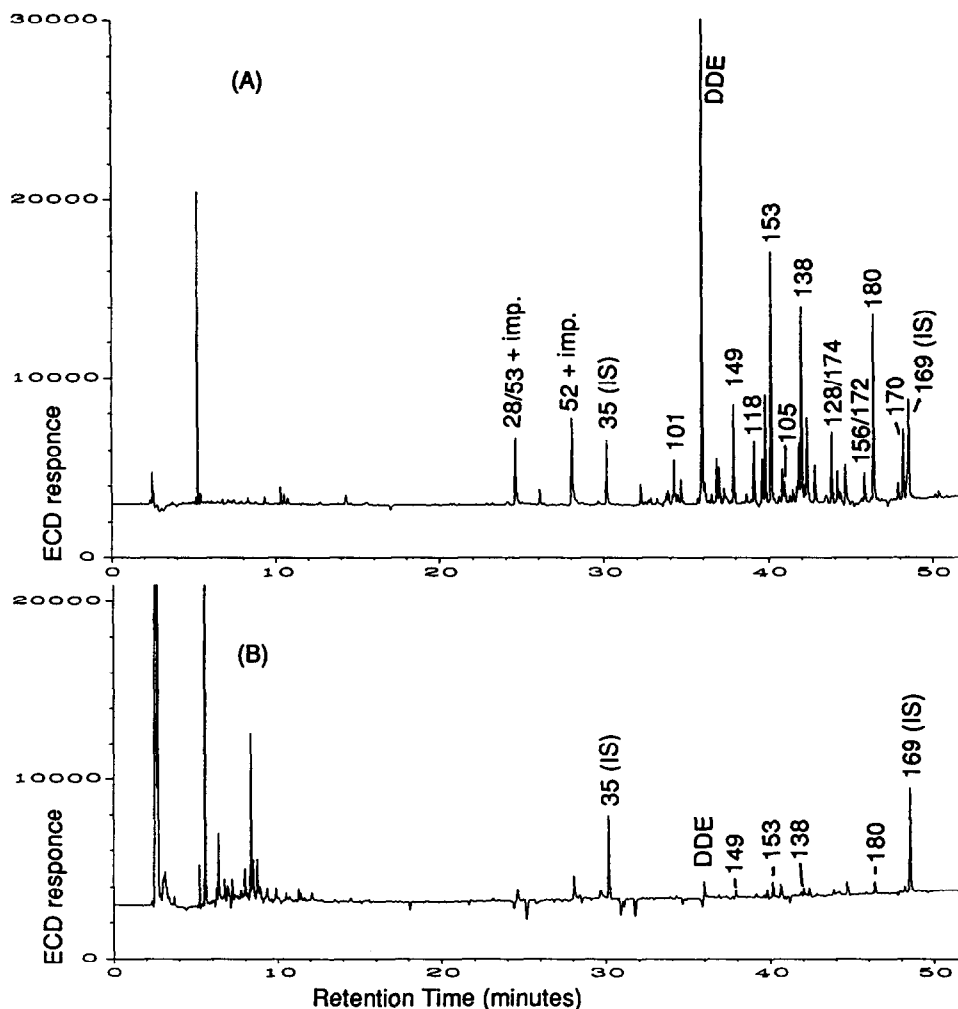 30000
20000
10000
0
ECD responce
(A)
28/53 + imp.
52 + imp.
35 (IS)
101
DDE
149
118
153
105
138
128/174
156/172
180
170
169 (IS)
0
10
20
30
40
50
20000
10000
0
ECD responce
(B)
35 (IS)
DDE
149
153
138
180
169 (IS)
0
10
20
30
40
50
Retention Time (minutes)